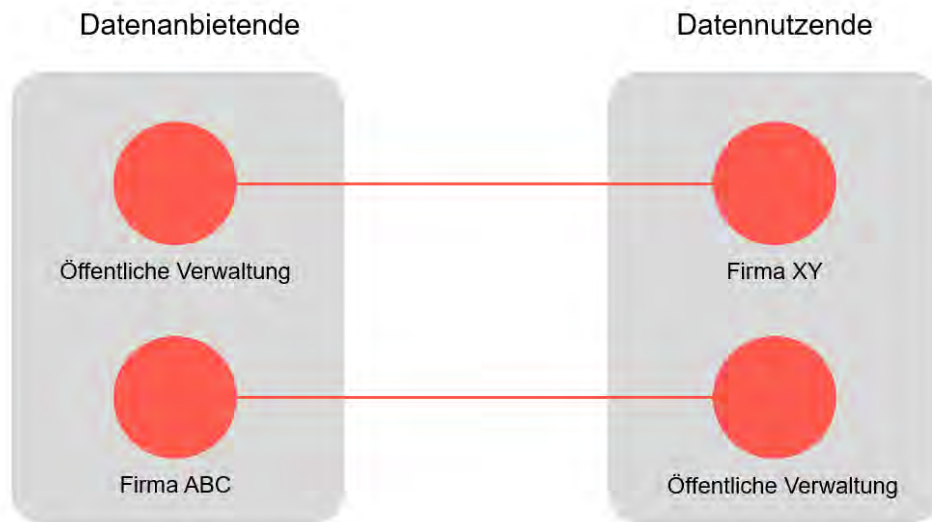 Datenanbietende
Datennutzende
Öffentliche Verwaltung
Firma XY
Firma ABC
Öffentliche Verwaltung